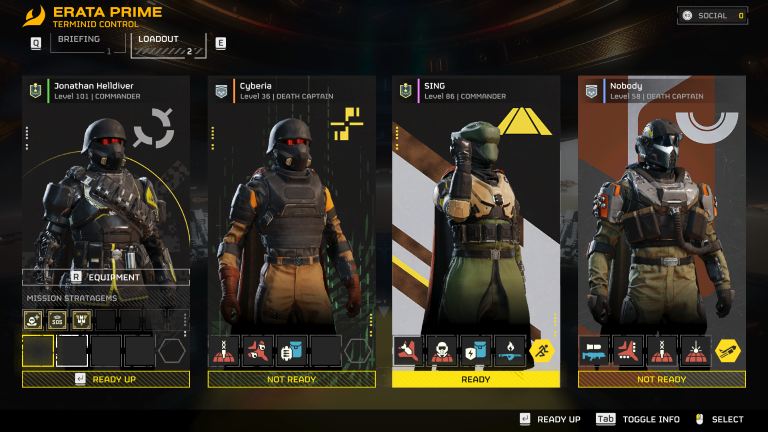 ERATA PRIME
TERMINID CONTROL
SOCIAL 0
Q
BRIEFING
1
LOADOUT
2
E
Jonathan Helldiver
Level 101 | COMMANDER
Cyberia
Level 36 | DEATH CAPTAIN
SING
Level 86 | COMMANDER
Nobody
Level 58 | DEATH CAPTAIN
R EQUIPMENT
MISSION STRATAGEMS
SOS
READY UP
NOT READY
READY
NOT READY
READY UP
Tab TOGGLE INFO
SELECT